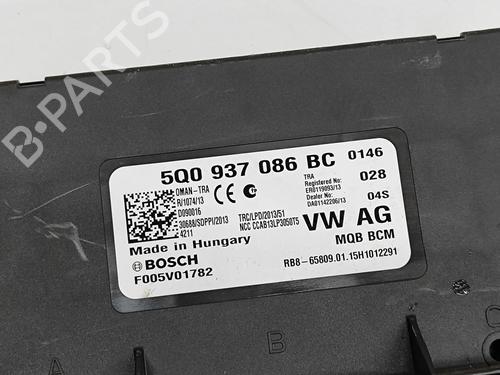 5Q0 937 086 BC 0146
OMAN-TRA
R/1074/13
D090016
30688/SDPPI/2013
4211
TRC/LPD/2013/51
NCC CCAB13LP3050T5
TRA
Registered No:
ER0119093/13
Dealer No:
DA01142206/13
028
04S
Made in Hungary
VW AG
BOSCH
MQB BCM
F005V01782
RB8-65809.01.15H1012291
A
B
C
B-PARTS